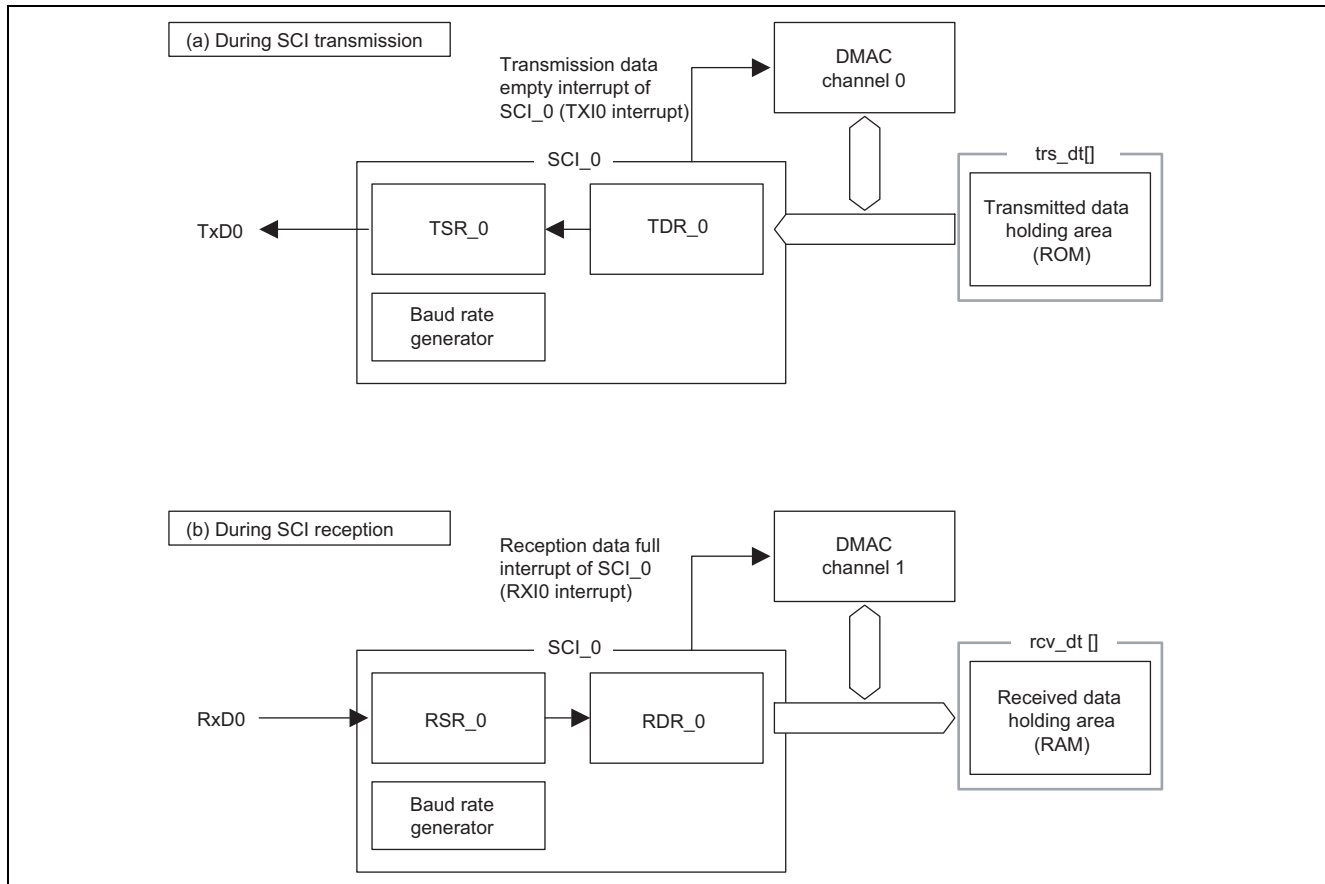 (a) During SCI transmission
Transmission data
empty interrupt of
SCI_0 (TXI0 interrupt)
DMAC
channel 0
SCI_0
trs_dt[]
TxD0
TSR_0
TDR_0
Transmitted data
holding area
(ROM)
Baud rate
generator
(b) During SCI reception
Reception data full
interrupt of SCI_0
(RXI0 interrupt)
DMAC
channel 1
SCI_0
rcv_dt []
RxD0
RSR_0
RDR_0
Received data
holding area
(RAM)
Baud rate
generator